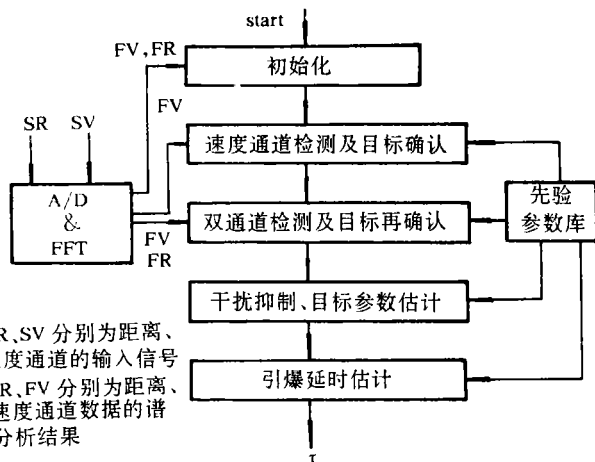 start
FV,FR
初始化
FV
SR SV
速度通道检测及目标确认
A/D
&
FFT
先验
参数库
双通道检测及目标再确认
FV
FR
干扰抑制、目标参数估计
R、SV 分别为距离、
度通道的输入信号
引爆延时估计
R、FV 分别为距离、
速度通道数据的谱
分析结果
τ